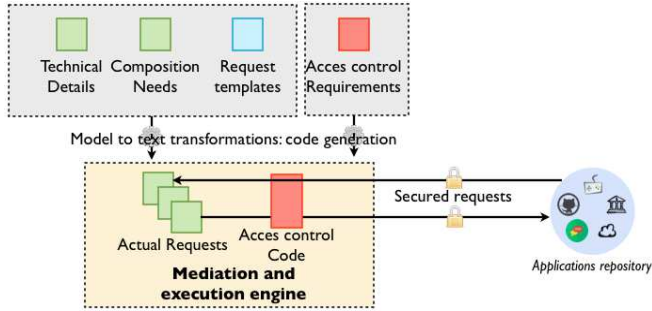 Technical Details
Composition Needs
Request templates
Acces control Requirements
Model to text transformations: code generation
Secured requests
Actual Requests
Acces control Code
Mediation and execution engine
Applications repository